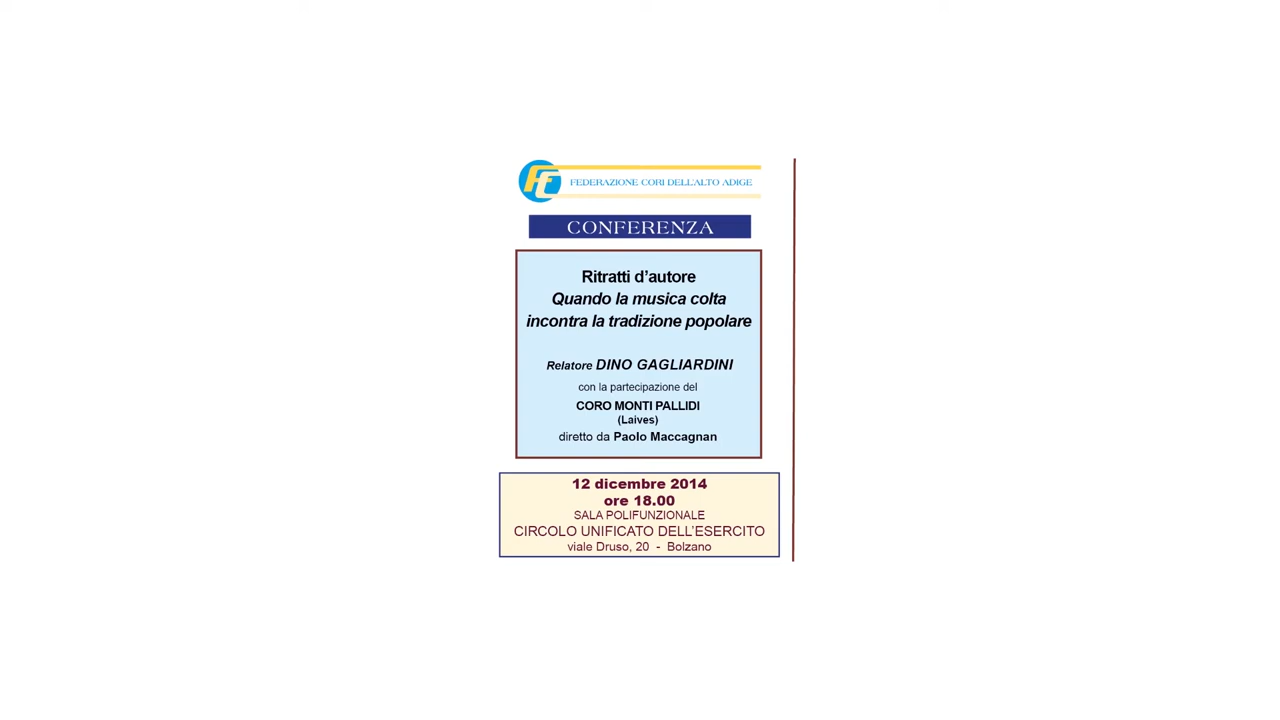 FEDERAZIONE CORI DELL'ALTO ADIGE
CONFERENZA
Ritratti d'autore
Quando la musica colta
incontra la tradizione popolare
Relatore DINO GAGLIARDINI
con la partecipazione del
CORO MONTI PALLIDI
(Laives)
diretto da Paolo Maccagnan
12 dicembre 2014
ore 18.00
SALA POLIFUNZIONALE
CIRCOLO UNIFICATO DELL'ESERCITO
viale Druso, 20 - Bolzano